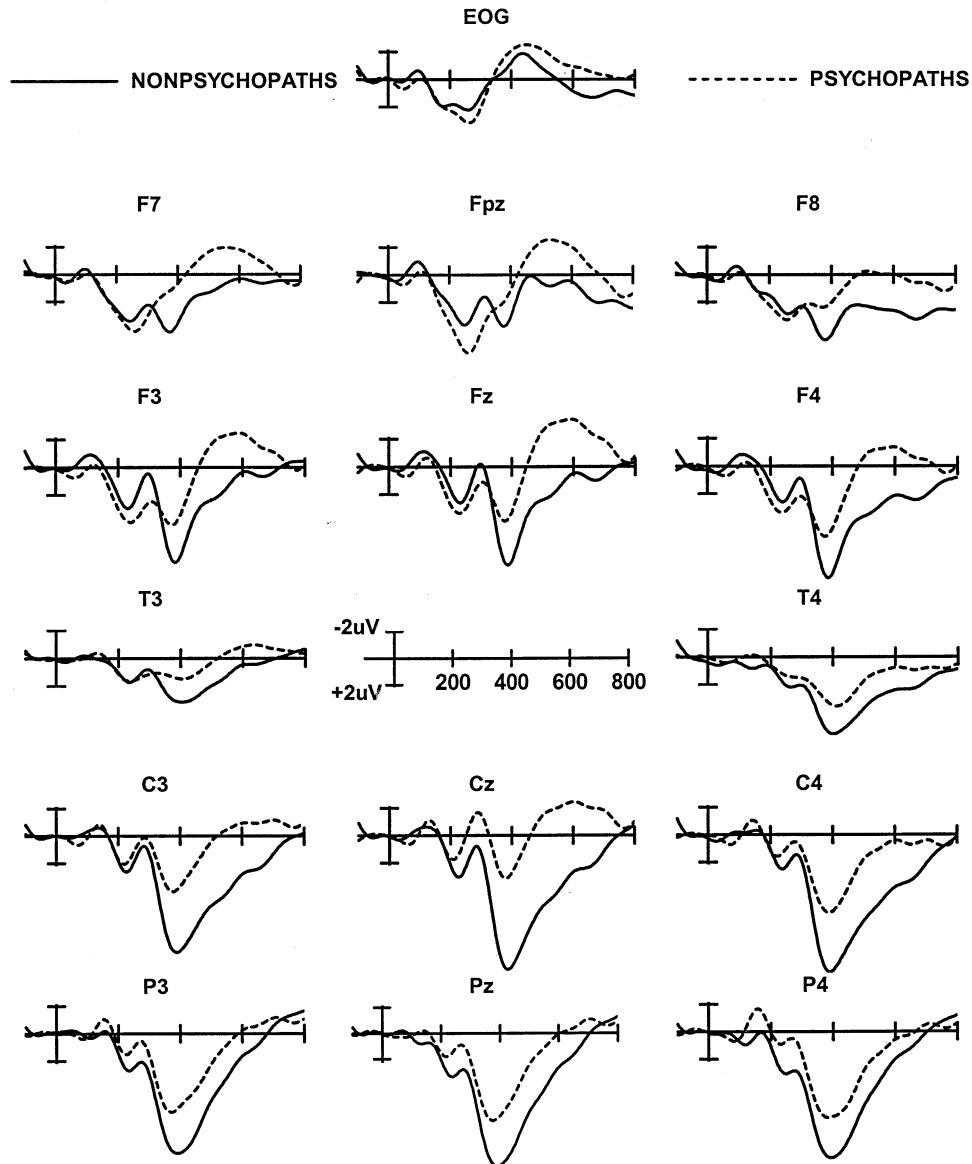 EOG
NONPSYCHOPATHS
PSYCHOPATHS
F7
Fpz
F8
F3
Fz
F4
T3
T4
-2uV
+2uV
200 400 600 800
C3
Cz
C4
P3
Pz
P4